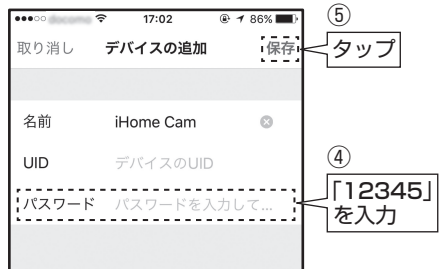 17:02 86%
取り消し デバイスの追加 保存
⑤
タップ
名前 iHome Cam
UID デバイスのUID
パスワード パスワードを入力して...
④
「12345」
を入力